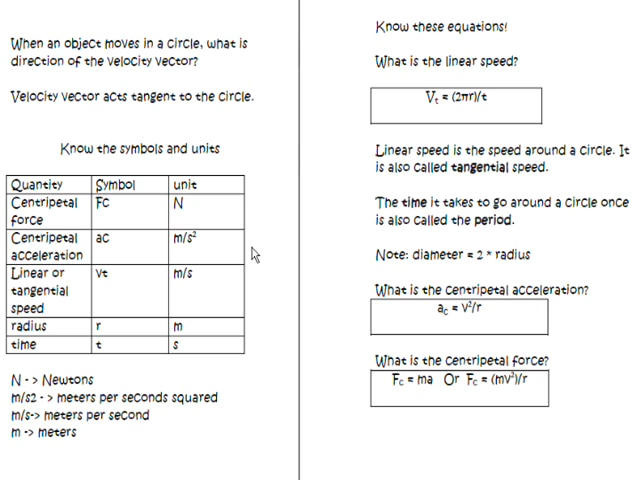 When an object moves in a circle, what is
direction of the velocity vector?
Velocity vector acts tangent to the circle.
Know the symbols and units
Quantity Symbol unit
Centripetal force Fc N
Centripetal acceleration ac m/s²
Linear or tangential speed vt m/s
radius r m
time t s
N - > Newtons
m/s2 - > meters per seconds squared
m/s-> meters per second
m -> meters
Know these equations!
What is the linear speed?
Vt = (2πr)/t
Linear speed is the speed around a circle. It
is also called tangential speed.
The time it takes to go around a circle once
is also called the period.
Note: diameter = 2 * radius
What is the centripetal acceleration?
ac = v²/r
What is the centripetal force?
Fc = ma Or Fc = (mv²)/r